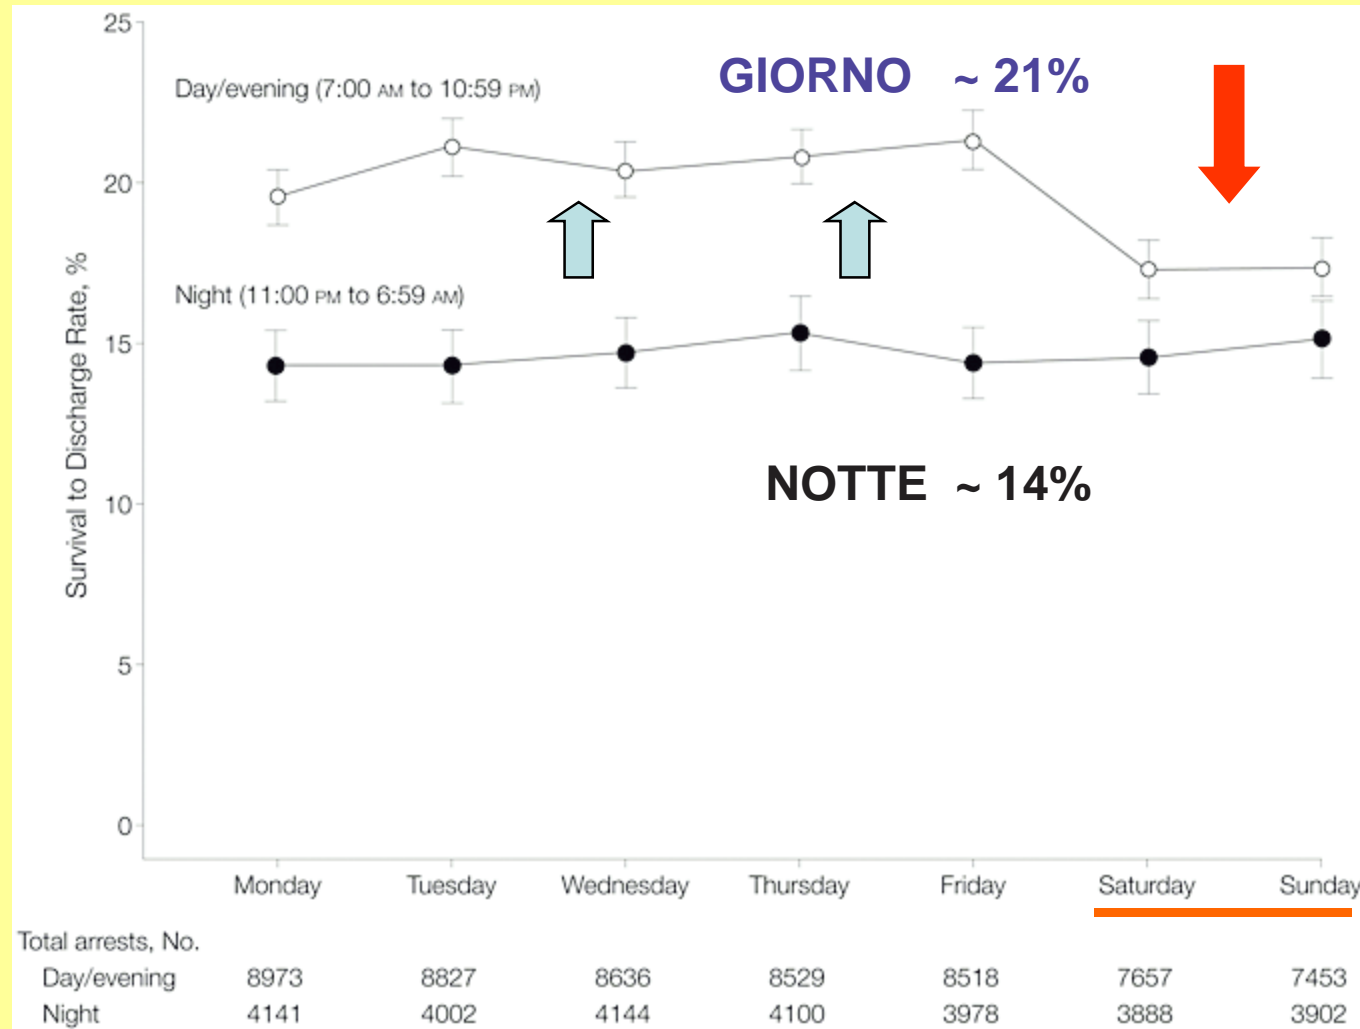 25
Day/evening (7:00 AM to 10:59 PM)
GIORNO ~ 21%
20
Night (11:00 PM to 6:59 AM)
15
NOTTE ~ 14%
10
5
0
Survival to Discharge Rate, %
Monday Tuesday Wednesday Thursday Friday Saturday Sunday
Total arrests, No.
Day/evening 8973 8827 8636 8529 8518 7657 7453
Night 4141 4002 4144 4100 3978 3888 3902